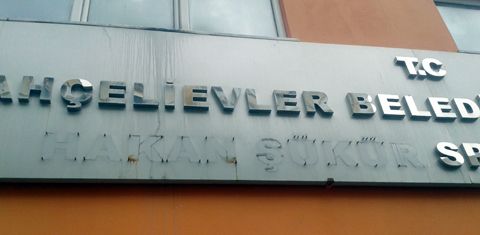 T.C
AHÇELİEVLER BELED
HAKAN ŞÜKÜR SP